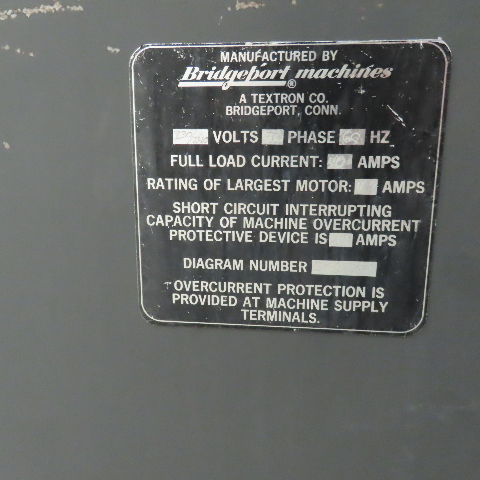 MANUFACTURED BY
Bridgeport machines
®
A TEXTRON CO.
BRIDGEPORT, CONN.
VOLTS PHASE 60 HZ
FULL LOAD CURRENT: AMPS
RATING OF LARGEST MOTOR: AMPS
SHORT CIRCUIT INTERRUPTING
CAPACITY OF MACHINE OVERCURRENT
PROTECTIVE DEVICE IS AMPS
DIAGRAM NUMBER
OVERCURRENT PROTECTION IS
PROVIDED AT MACHINE SUPPLY
TERMINALS.